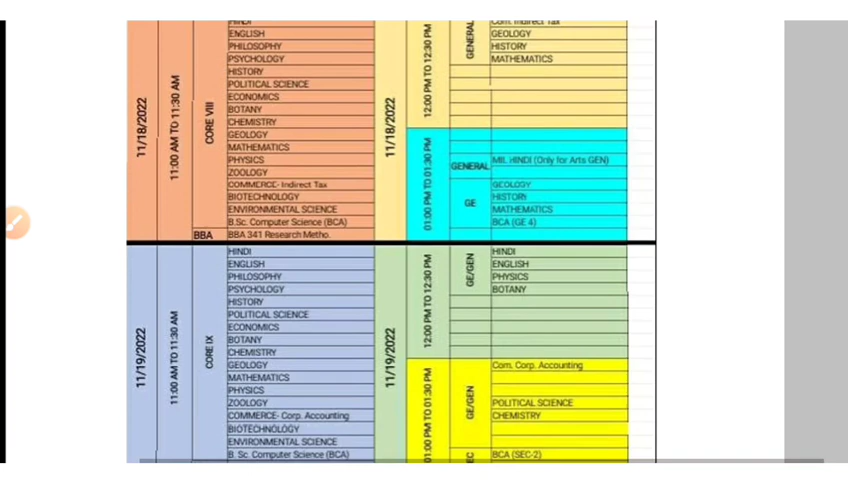 11/18/2022
11:00 AM TO 11:30 AM
CORE VIII
HINDI
ENGLISH
PHILOSOPHY
PSYCHOLOGY
HISTORY
POLITICAL SCIENCE
ECONOMICS
BOTANY
CHEMISTRY
GEOLOGY
MATHEMATICS
PHYSICS
ZOOLOGY
COMMERCE- Indirect Tax
BIOTECHNOLOGY
ENVIRONMENTAL SCIENCE
B.Sc. Computer Science (BCA)
BBA
BBA 341 Research Metho.
11/18/2022
12:00 PM TO 12:30 PM
GENERAL
Com. Indirect Tax
GEOLOGY
HISTORY
MATHEMATICS
01:00 PM TO 01:30 PM
GENERAL
MIL HINDI (Only for Arts GEN)
GE
GEOLOGY
HISTORY
MATHEMATICS
BCA (GE 4)
11/19/2022
11:00 AM TO 11:30 AM
CORE IX
HINDI
ENGLISH
PHILOSOPHY
PSYCHOLOGY
HISTORY
POLITICAL SCIENCE
ECONOMICS
BOTANY
CHEMISTRY
GEOLOGY
MATHEMATICS
PHYSICS
ZOOLOGY
COMMERCE- Corp. Accounting
BIOTECHNOLOGY
ENVIRONMENTAL SCIENCE
B. Sc. Computer Science (BCA)
11/19/2022
12:00 PM TO 12:30 PM
GE/GEN
HINDI
ENGLISH
PHYSICS
BOTANY
01:00 PM TO 01:30 PM
GE/GEN
Com. Corp. Accounting
POLITICAL SCIENCE
CHEMISTRY
EC
BCA (SEC-2)